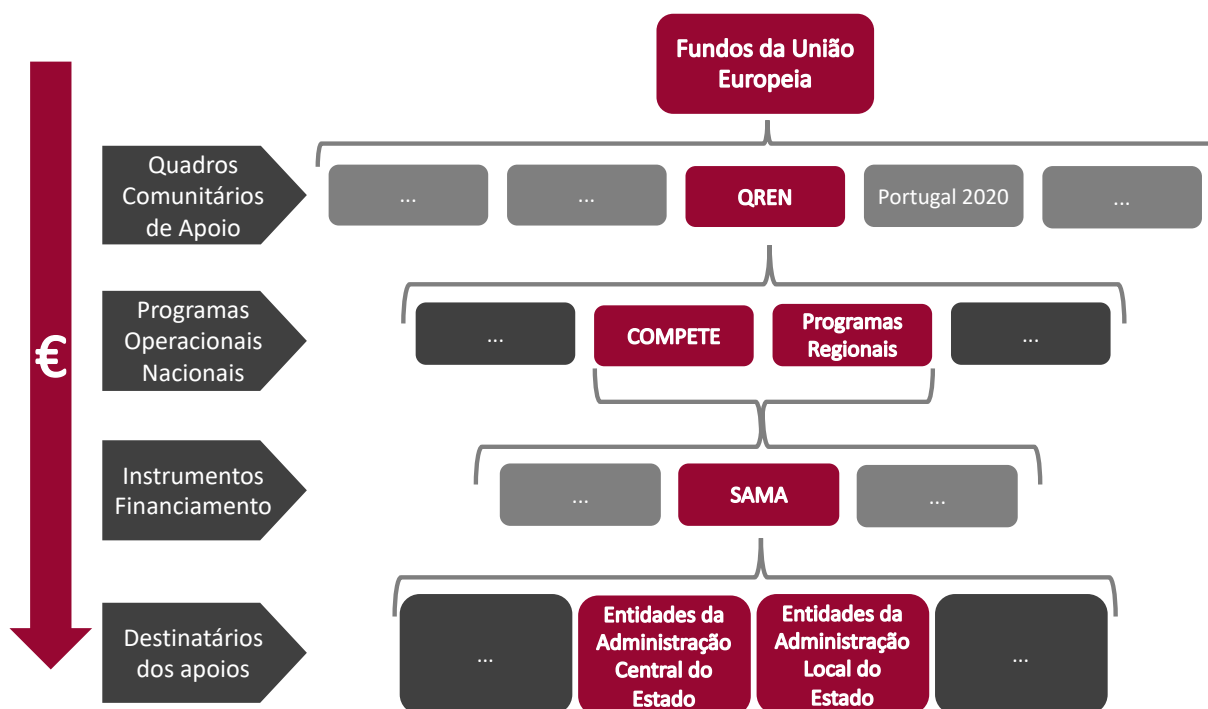 Fundos da União
Europeia
Quadros
Comunitários
de Apoio
...
...
QREN
Portugal 2020
...
€
Programas
Operacionais
Nacionais
...
COMPETE
Programas
Regionais
...
Instrumentos
Financiamento
...
SAMA
...
Destinatários
dos apoios
...
Entidades da
Administração
Central do
Estado
Entidades da
Administração
Local do
Estado
...